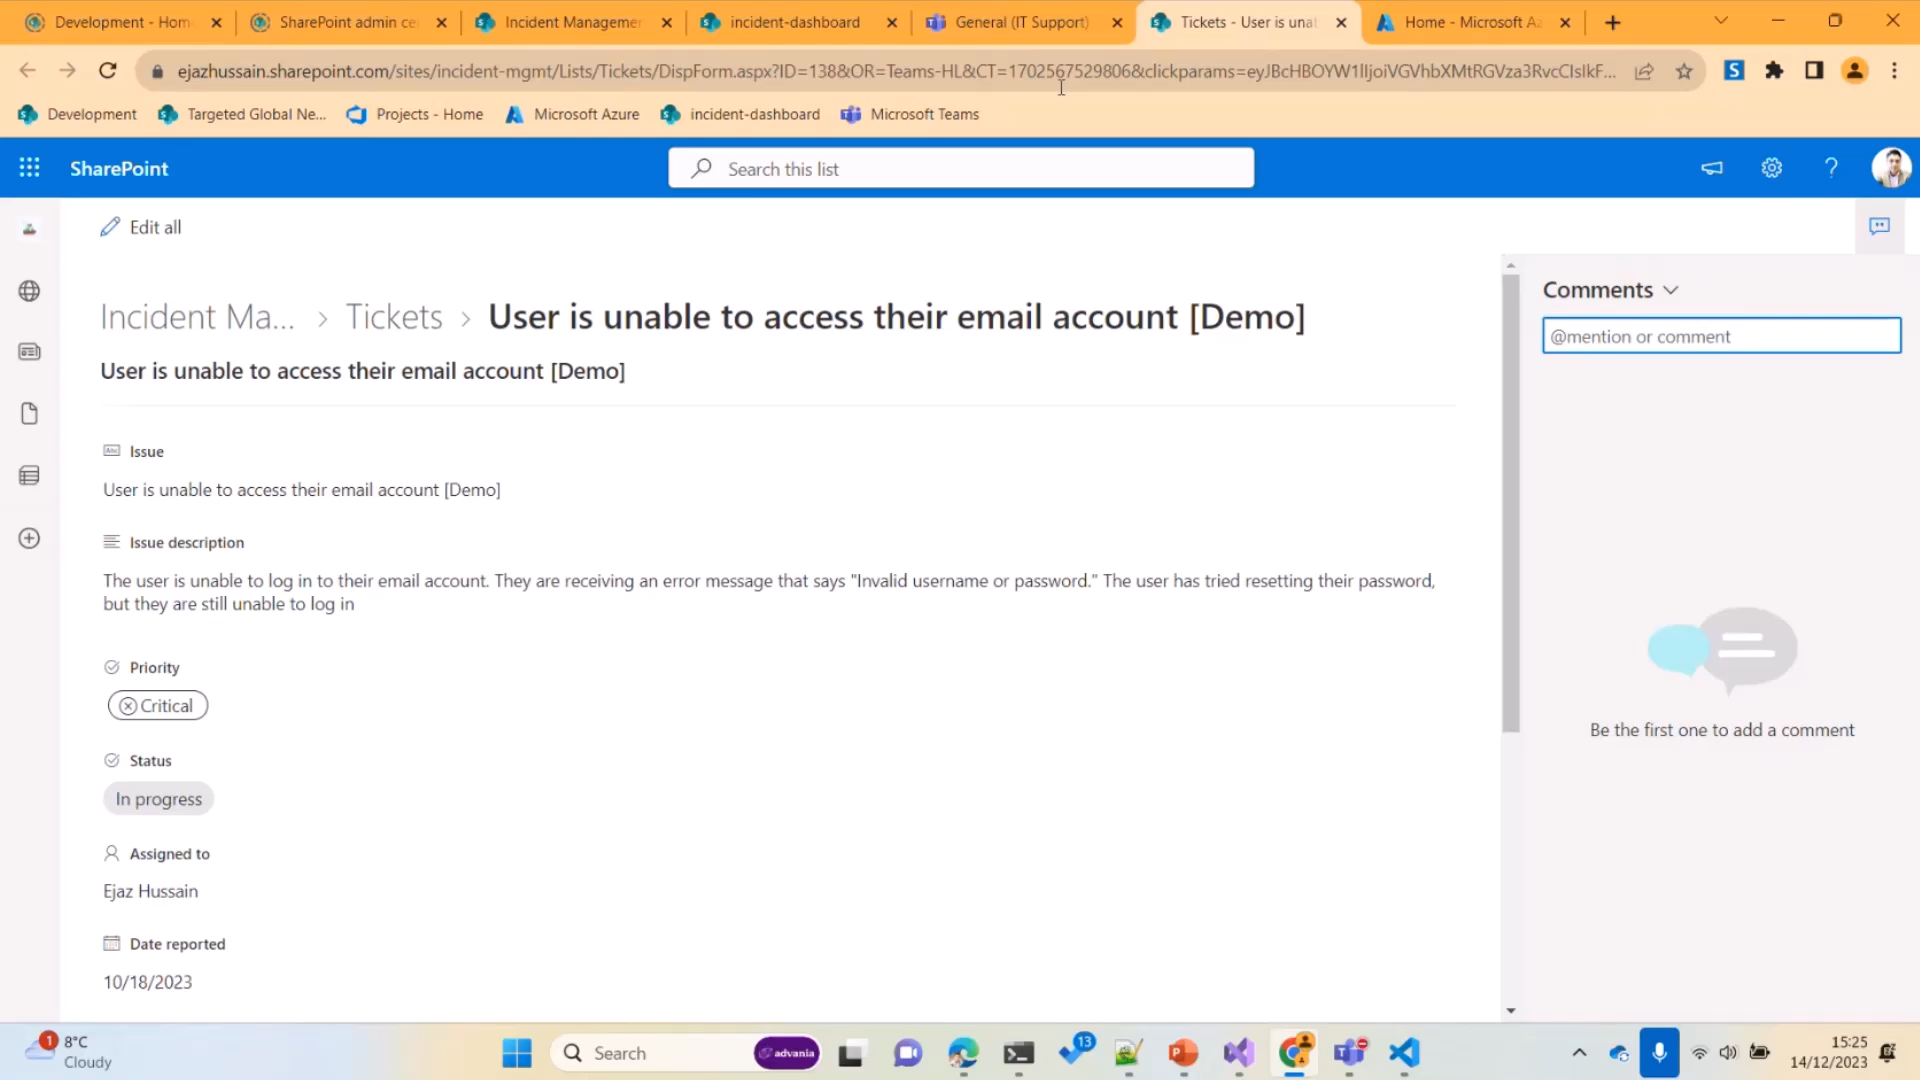 Development - Hom
SharePoint admin ce
Incident Managemen
incident-dashboard
General (IT Support)
Tickets - User is una
Home - Microsoft Az
ejazhussain.sharepoint.com/sites/incident-mgmt/Lists/Tickets/DispForm.aspx?ID=138&OR=Teams-HL&CT=1702567529806&clickparams=eyJBcHBOYW1lIjoiVGVhbXMtRGVza3RvcCIsIkF...
Development
Targeted Global Ne...
Projects - Home
Microsoft Azure
incident-dashboard
Microsoft Teams
SharePoint
Search this list
Edit all
Incident Ma... > Tickets > User is unable to access their email account [Demo]
User is unable to access their email account [Demo]
Issue
User is unable to access their email account [Demo]
Issue description
The user is unable to log in to their email account. They are receiving an error message that says "Invalid username or password." The user has tried resetting their password,
but they are still unable to log in
Priority
Critical
Status
In progress
Assigned to
Ejaz Hussain
Date reported
10/18/2023
Comments
@mention or comment
Be the first one to add a comment
1
8°C
Cloudy
Search
advania
13
15:25
14/12/2023